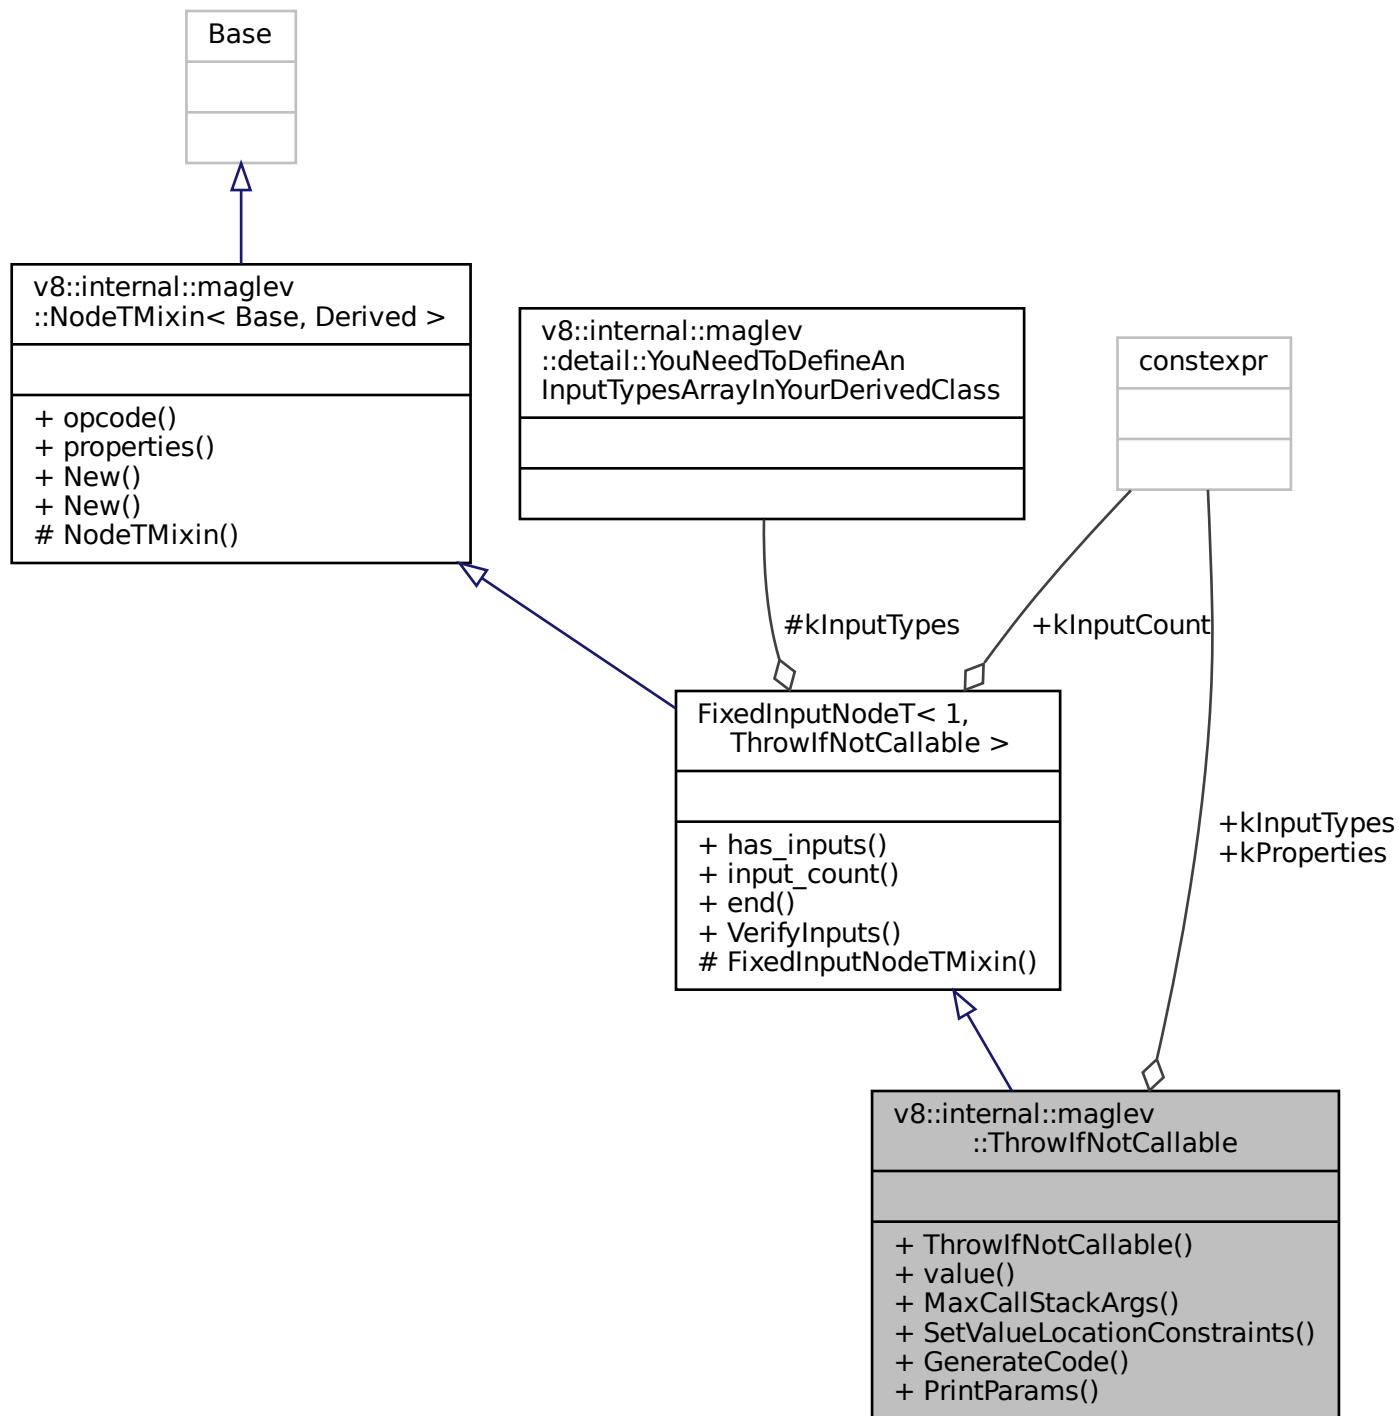 Base
v8::internal::maglev
::NodeTMixin< Base, Derived >
+ opcode()
+ properties()
+ New()
+ New()
# NodeTMixin()
v8::internal::maglev
::detail::YouNeedToDefineAn
InputTypesArrayInYourDerivedClass
constexpr
#kInputTypes
+kInputCount
FixedInputNodeT< 1,
ThrowIfNotCallable >
+ has_inputs()
+ input_count()
+ end()
+ VerifyInputs()
# FixedInputNodeTMixin()
+kInputTypes
+kProperties
v8::internal::maglev
::ThrowIfNotCallable
+ ThrowIfNotCallable()
+ value()
+ MaxCallStackArgs()
+ SetValueLocationConstraints()
+ GenerateCode()
+ PrintParams()